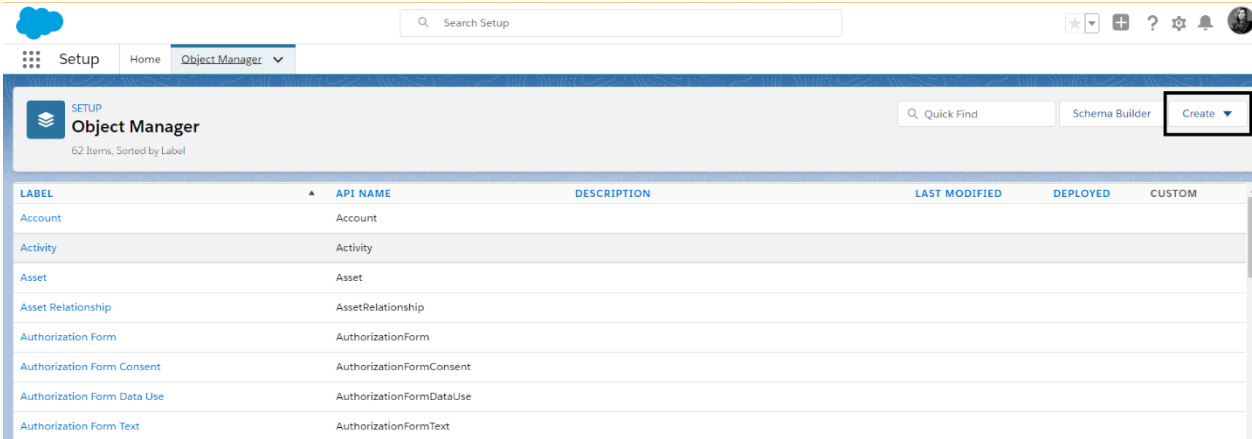 Search Setup
Setup Home Object Manager
SETUP
Object Manager
62 Items, Sorted by Label
Quick Find Schema Builder Create
LABEL API NAME DESCRIPTION LAST MODIFIED DEPLOYED CUSTOM
Account Account
Activity Activity
Asset Asset
Asset Relationship AssetRelationship
Authorization Form AuthorizationForm
Authorization Form Consent AuthorizationFormConsent
Authorization Form Data Use AuthorizationFormDataUse
Authorization Form Text AuthorizationFormText